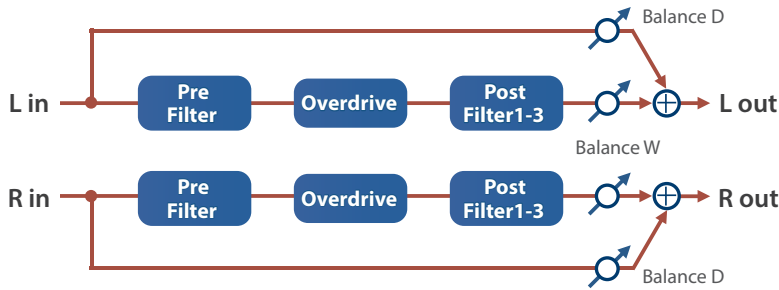 Balance D
L in
Pre
Filter
Overdrive
Post
Filter1-3
L out
Balance W
R in
Pre
Filter
Overdrive
Post
Filter1-3
R out
Balance D